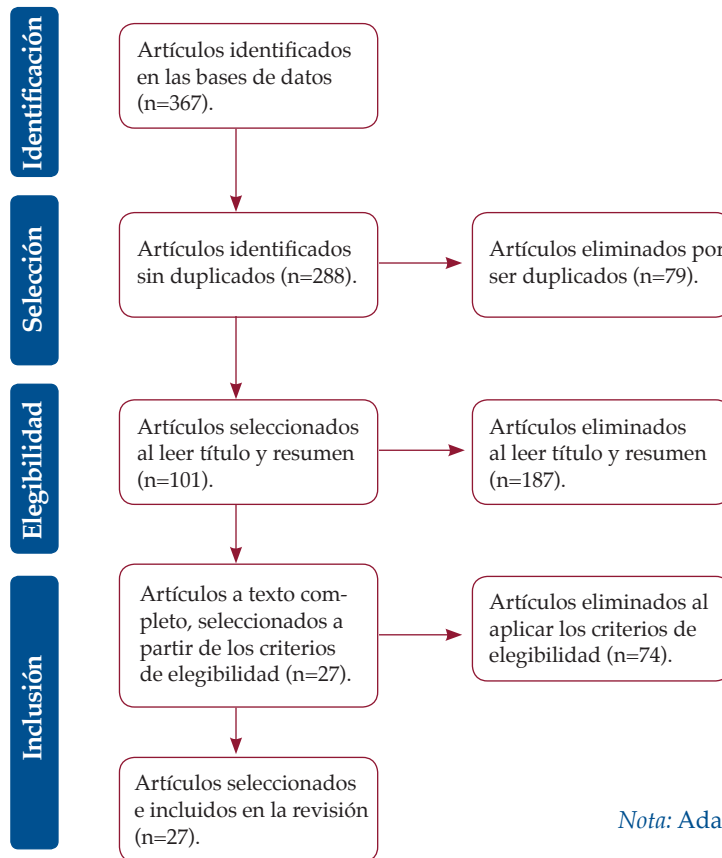 Identificación
Artículos identificados
en las bases de datos
(n=367).
Selección
Artículos identificados
sin duplicados (n=288).
Artículos eliminados por
ser duplicados (n=79).
Elegibilidad
Artículos seleccionados
al leer título y resumen
(n=101).
Artículos eliminados
al leer título y resumen
(n=187).
Inclusión
Artículos a texto com-
pleto, seleccionados a
partir de los criterios
de elegibilidad (n=27).
Artículos eliminados al
aplicar los criterios de
elegibilidad (n=74).
Artículos seleccionados
e incluidos en la revisión
(n=27).
Nota: Ada